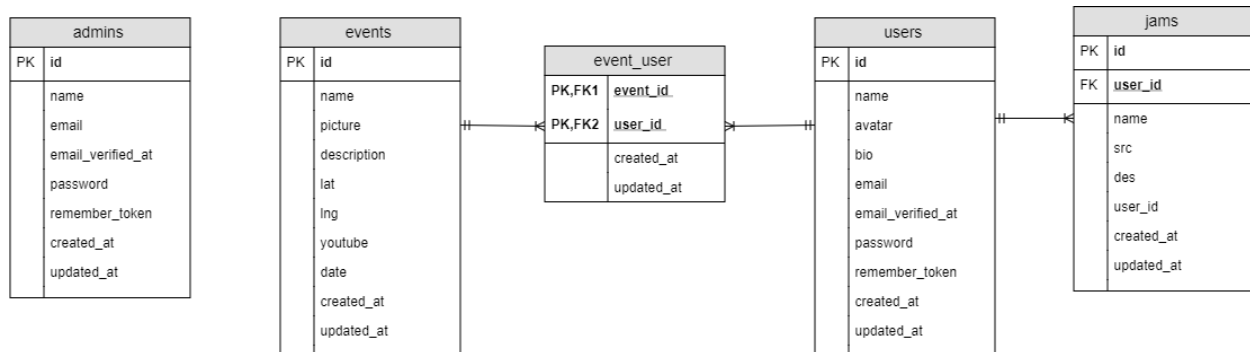 admins
PK id
name
email
email_verified_at
password
remember_token
created_at
updated_at
events
PK id
name
picture
description
lat
lng
youtube
date
created_at
updated_at
event_user
PK,FK1 event_id
PK,FK2 user_id
created_at
updated_at
users
PK id
name
avatar
bio
email
email_verified_at
password
remember_token
created_at
updated_at
jams
PK id
FK user_id
name
src
des
user_id
created_at
updated_at